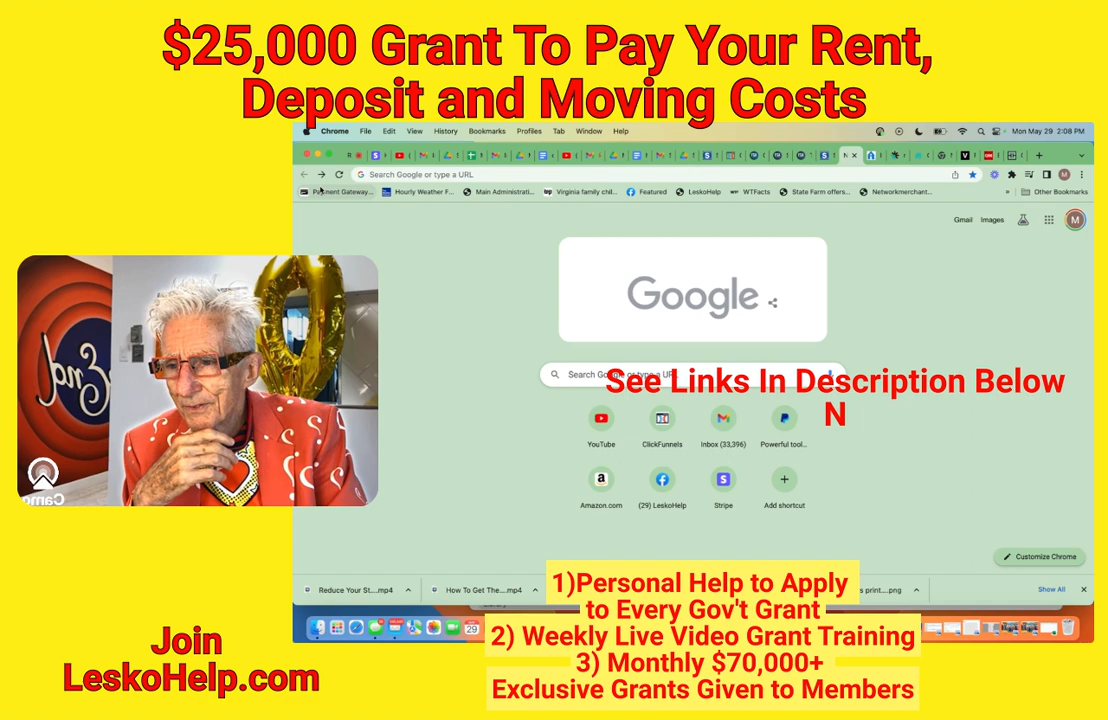 $25,000 Grant To Pay Your Rent,
Deposit and Moving Costs
Chrome File Edit View History Bookmarks Profiles Tab Window Help
Mon May 29 2:08 PM
Search Google or type a URL
Hourly Weather F...
Main Administrati...
Virginia family chil...
Featured
LeskoHelp
WTFacts
State Farm offers...
Networkmerchant...
Other Bookmarks
Gmail Images
M
Google
See Links In Description Below
N
YouTube ClickFunnels Inbox (33,396) Powerful tool...
Amazon.com (29) LeskoHelp Stripe Add shortcut
End
Camo
Customize Chrome
Reduce Your St....mp4
How To Get The....mp4
s print....png
Show All
1)Personal Help to Apply
to Every Gov't Grant
2) Weekly Live Video Grant Training
3) Monthly $70,000+
Exclusive Grants Given to Members
Join
LeskoHelp.com